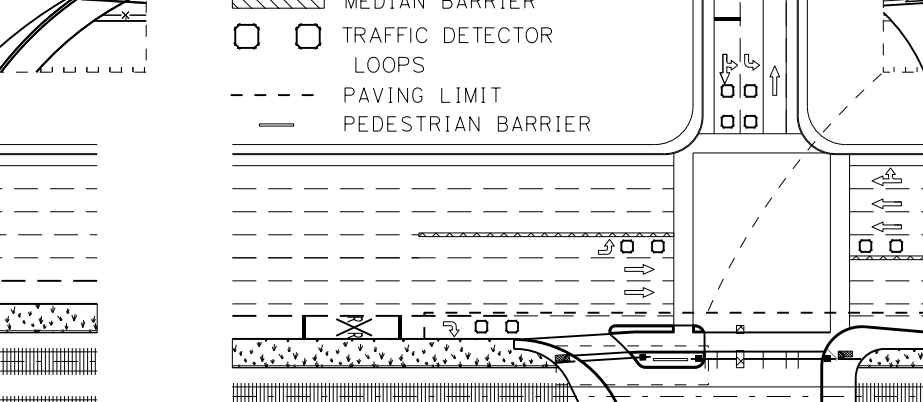 MEDIAN BARRIER
TRAFFIC DETECTOR
LOOPS
PAVING LIMIT
PEDESTRIAN BARRIER
R R